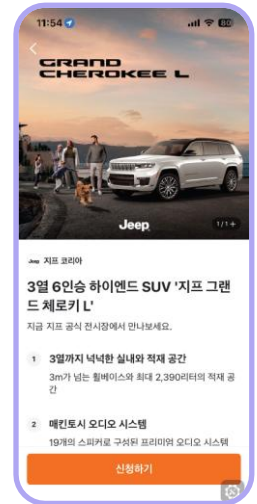 11:54
80
GRAND
CHEROKEE L
Jeep
1/1 +
Jeep 지프 코리아
3열 6인승 하이엔드 SUV '지프 그랜
드 체로키 L'
지금 지프 공식 전시장에서 만나보세요.
1 3열까지 넉넉한 실내와 적재 공간
3m가 넘는 휠베이스와 최대 2,390리터의 적재 공
간
2 매킨토시 오디오 시스템
19개의 스피커로 구성된 프리미엄 오디오 시스템
신청하기